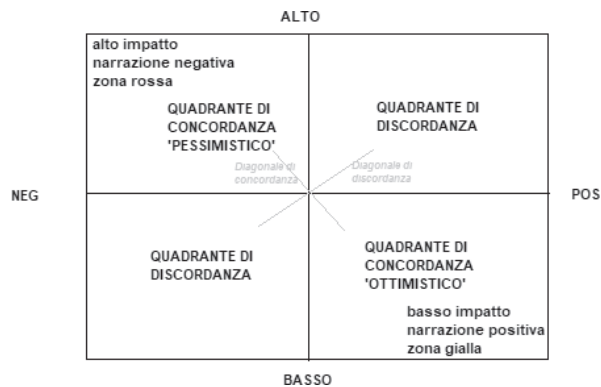 ALTO
alto impatto
narrazione negativa
zona rossa
QUADRANTE DI
CONCORDANZA
'PESSIMISTICO'
QUADRANTE DI
DISCORDANZA
Diagonale di
concordanza
Diagonale di
discordanza
NEG
POS
QUADRANTE DI
DISCORDANZA
QUADRANTE DI
CONCORDANZA
'OTTIMISTICO'
basso impatto
narrazione positiva
zona gialla
BASSO